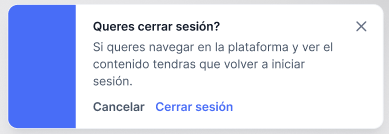 Queres cerrar sesión?
Si queres navegar en la plataforma y ver el
contenido tendras que volver a iniciar
sesión.
Cancelar Cerrar sesión